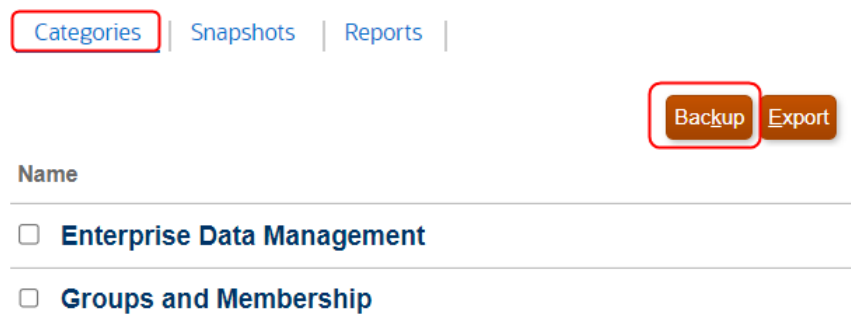 Categories Snapshots Reports
Backup Export
Name
Enterprise Data Management
Groups and Membership